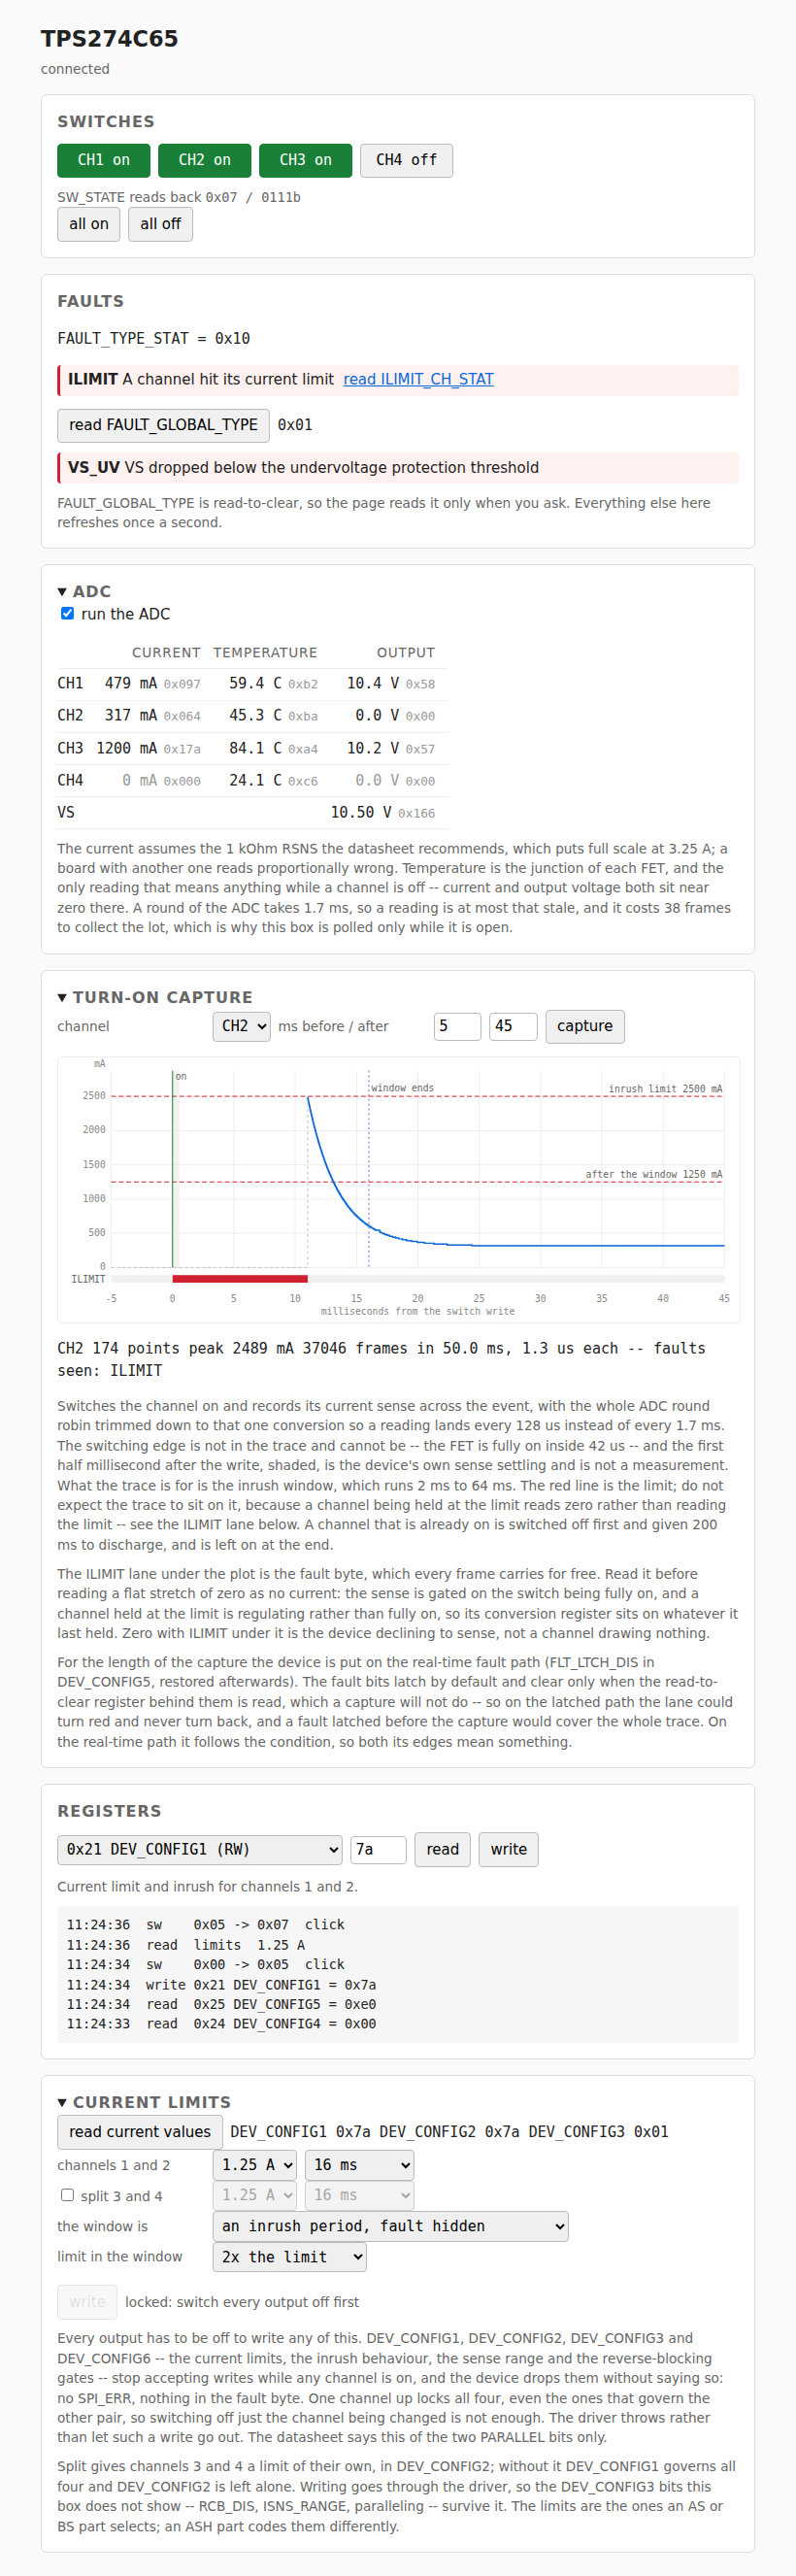 TPS274C65
connected
SWITCHES
CH1 on CH2 on CH3 on CH4 off
SW_STATE reads back 0x07 / 0111b
all on all off
FAULTS
FAULT_TYPE_STAT = 0x10
ILIMIT A channel hit its current limit read ILIMIT_CH_STAT
read FAULT_GLOBAL_TYPE 0x01
VS_UV VS dropped below the undervoltage protection threshold
FAULT_GLOBAL_TYPE is read-to-clear, so the page reads it only when you ask. Everything else here
refreshes once a second.
ADC
run the ADC
CURRENT TEMPERATURE OUTPUT
CH1 479 mA 0x097 59.4 C 0xb2 10.4 V 0x58
CH2 317 mA 0x064 45.3 C 0xba 0.0 V 0x00
CH3 1200 mA 0x17a 84.1 C 0xa4 10.2 V 0x57
CH4 0 mA 0x000 24.1 C 0xc6 0.0 V 0x00
VS 10.50 V 0x166
The current assumes the 1 kOhm RSNS the datasheet recommends, which puts full scale at 3.25 A; a
board with another one reads proportionally wrong. Temperature is the junction of each FET, and the
only reading that means anything while a channel is off -- current and output voltage both sit near
zero there. A round of the ADC takes 1.7 ms, so a reading is at most that stale, and it costs 38 frames
to collect the lot, which is why this box is polled only while it is open.
TURN-ON CAPTURE
channel CH2 ms before / after 5 45 capture
mA
on
window ends
inrush limit 2500 mA
2500
2000
1500
after the window 1250 mA
1000
500
0
ILIMIT
-5 0 5 10 15 20 25 30 35 40 45
milliseconds from the switch write
CH2 174 points peak 2489 mA 37046 frames in 50.0 ms, 1.3 us each -- faults
seen: ILIMIT
Switches the channel on and records its current sense across the event, with the whole ADC round
robin trimmed down to that one conversion so a reading lands every 128 us instead of every 1.7 ms.
The switching edge is not in the trace and cannot be -- the FET is fully on inside 42 us -- and the first
half millisecond after the write, shaded, is the device's own sense settling and is not a measurement.
What the trace is for is the inrush window, which runs 2 ms to 64 ms. The red line is the limit; do not
expect the trace to sit on it, because a channel being held at the limit reads zero rather than reading
the limit -- see the ILIMIT lane below. A channel that is already on is switched off first and given 200
ms to discharge, and is left on at the end.
The ILIMIT lane under the plot is the fault byte, which every frame carries for free. Read it before
reading a flat stretch of zero as no current: the sense is gated on the switch being fully on, and a
channel held at the limit is regulating rather than fully on, so its conversion register sits on whatever it
last held. Zero with ILIMIT under it is the device declining to sense, not a channel drawing nothing.
For the length of the capture the device is put on the real-time fault path (FLT_LTCH_DIS in
DEV_CONFIG5, restored afterwards). The fault bits latch by default and clear only when the read-to-
clear register behind them is read, which a capture will not do -- so on the latched path the lane could
turn red and never turn back, and a fault latched before the capture would cover the whole trace. On
the real-time path it follows the condition, so both its edges mean something.
REGISTERS
0x21 DEV_CONFIG1 (RW) 7a read write
Current limit and inrush for channels 1 and 2.
11:24:36 sw 0x05 -> 0x07 click
11:24:36 read limits 1.25 A
11:24:34 sw 0x00 -> 0x05 click
11:24:34 write 0x21 DEV_CONFIG1 = 0x7a
11:24:34 read 0x25 DEV_CONFIG5 = 0xe0
11:24:33 read 0x24 DEV_CONFIG4 = 0x00
CURRENT LIMITS
read current values DEV_CONFIG1 0x7a DEV_CONFIG2 0x7a DEV_CONFIG3 0x01
channels 1 and 2 1.25 A 16 ms
split 3 and 4 1.25 A 16 ms
the window is an inrush period, fault hidden
limit in the window 2x the limit
write locked: switch every output off first
Every output has to be off to write any of this. DEV_CONFIG1, DEV_CONFIG2, DEV_CONFIG3 and
DEV_CONFIG6 -- the current limits, the inrush behaviour, the sense range and the reverse-blocking
gates -- stop accepting writes while any channel is on, and the device drops them without saying so:
no SPI_ERR, nothing in the fault byte. One channel up locks all four, even the ones that govern the
other pair, so switching off just the channel being changed is not enough. The driver throws rather
than let such a write go out. The datasheet says this of the two PARALLEL bits only.
Split gives channels 3 and 4 a limit of their own, in DEV_CONFIG2; without it DEV_CONFIG1 governs all
four and DEV_CONFIG2 is left alone. Writing goes through the driver, so the DEV_CONFIG3 bits this
box does not show -- RCB_DIS, ISNS_RANGE, paralleling -- survive it. The limits are the ones an AS or
BS part selects; an ASH part codes them differently.